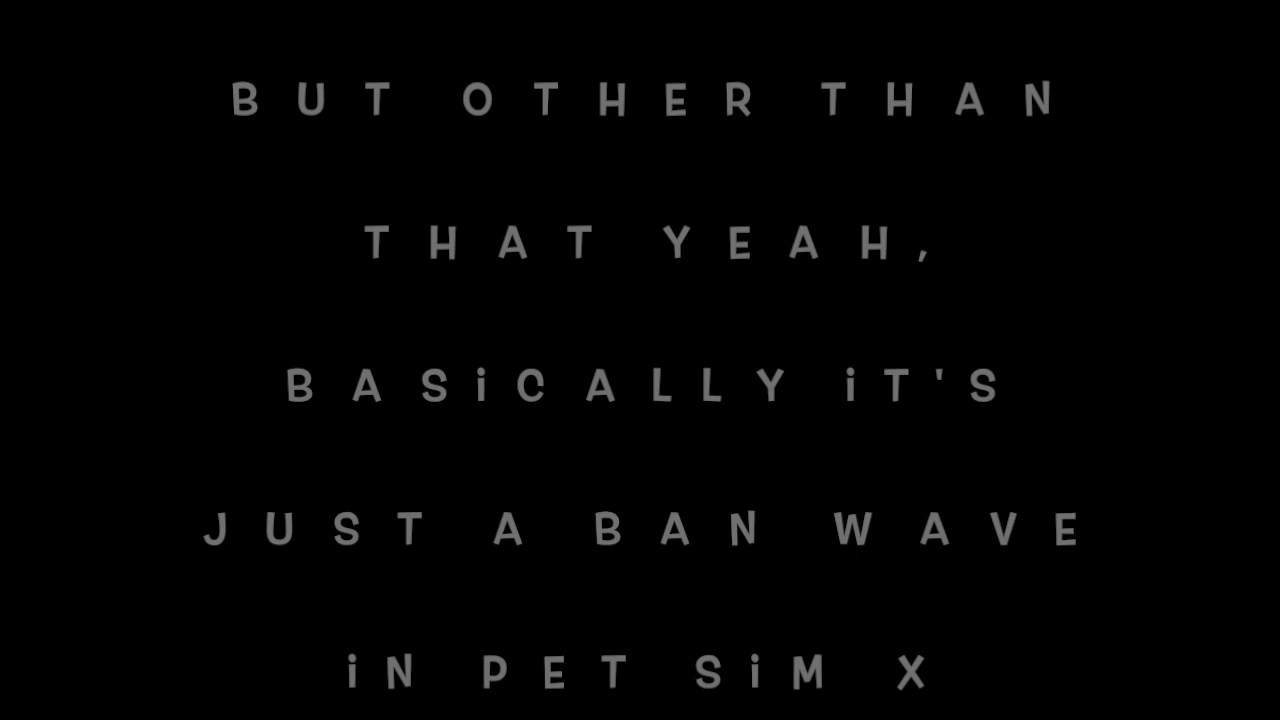 BUT OTHER THAN
THAT YEAH,
BASiCALLY iT'S
JUST A BAN WAVE
iN PET SiM X